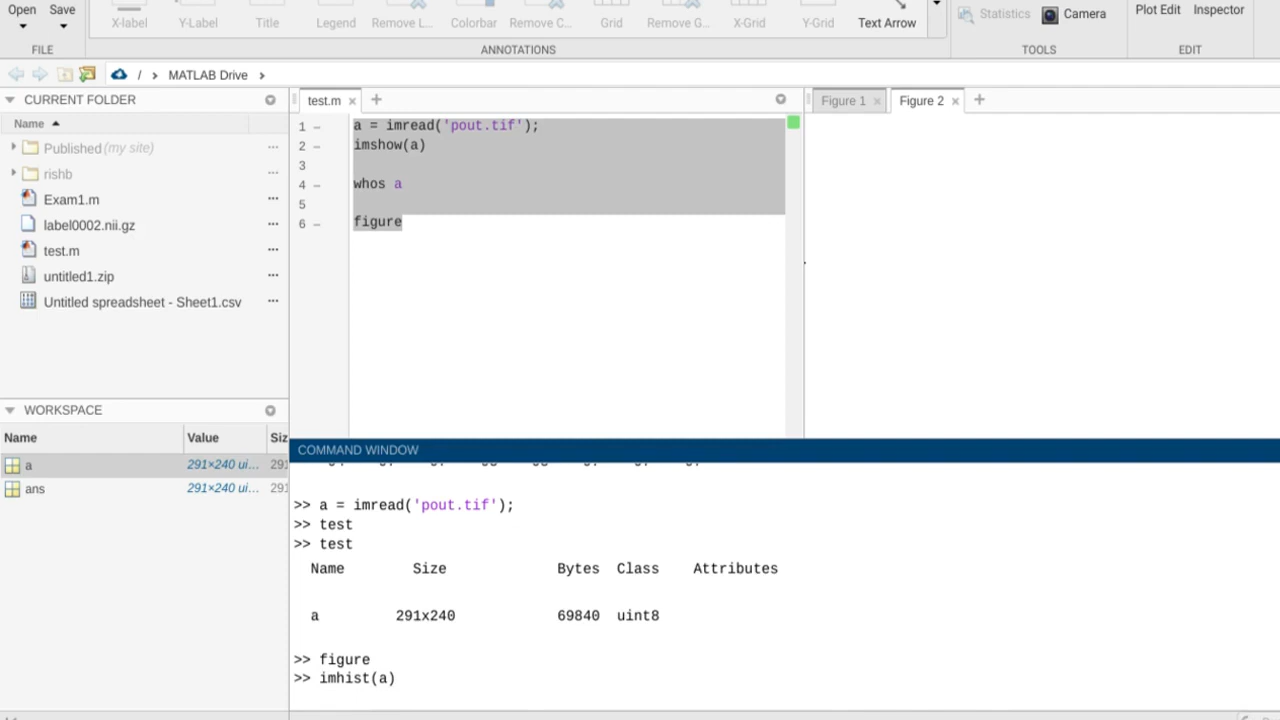 Open Save X-label Y-Label Title Legend Remove L... Colorbar Remove C... Grid Remove G... X-Grid Y-Grid Text Arrow Statistics Camera Plot Edit Inspector
FILE ANNOTATIONS TOOLS EDIT
/ > MATLAB Drive >
CURRENT FOLDER
Name
Published (my site) ...
rishb ...
Exam1.m ...
label0002.nii.gz ...
test.m ...
untitled1.zip ...
Untitled spreadsheet - Sheet1.csv ...
WORKSPACE
Name Value Siz
a 291×240 ui... 291
ans 291×240 ui... 291
test.m × +
1 – a = imread('pout.tif');
2 – imshow(a)
3
4 – whos a
5
6 – figure
Figure 1 × Figure 2 × +
COMMAND WINDOW
>> a = imread('pout.tif');
>> test
>> test
Name Size Bytes Class Attributes
a 291x240 69840 uint8
>> figure
>> imhist(a)